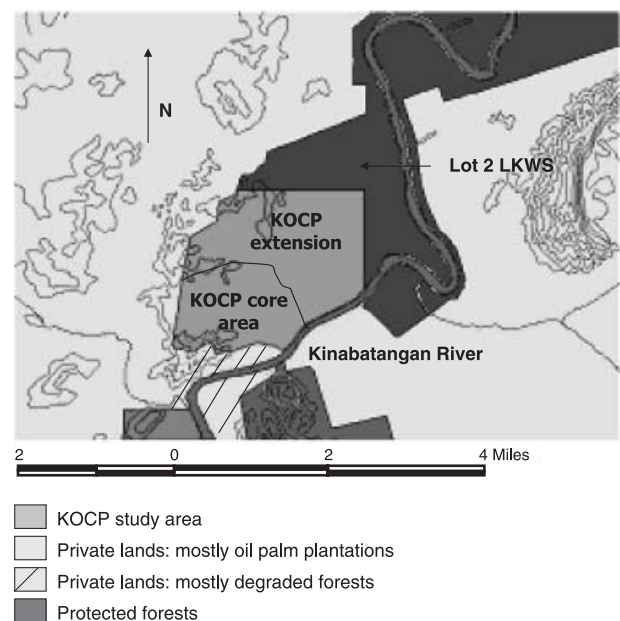 N
Lot 2 LKWS
KOCP
extension
KOCP core
area
Kinabatangan River
2 0 2 4 Miles
KOCP study area
Private lands: mostly oil palm plantations
Private lands: mostly degraded forests
Protected forests